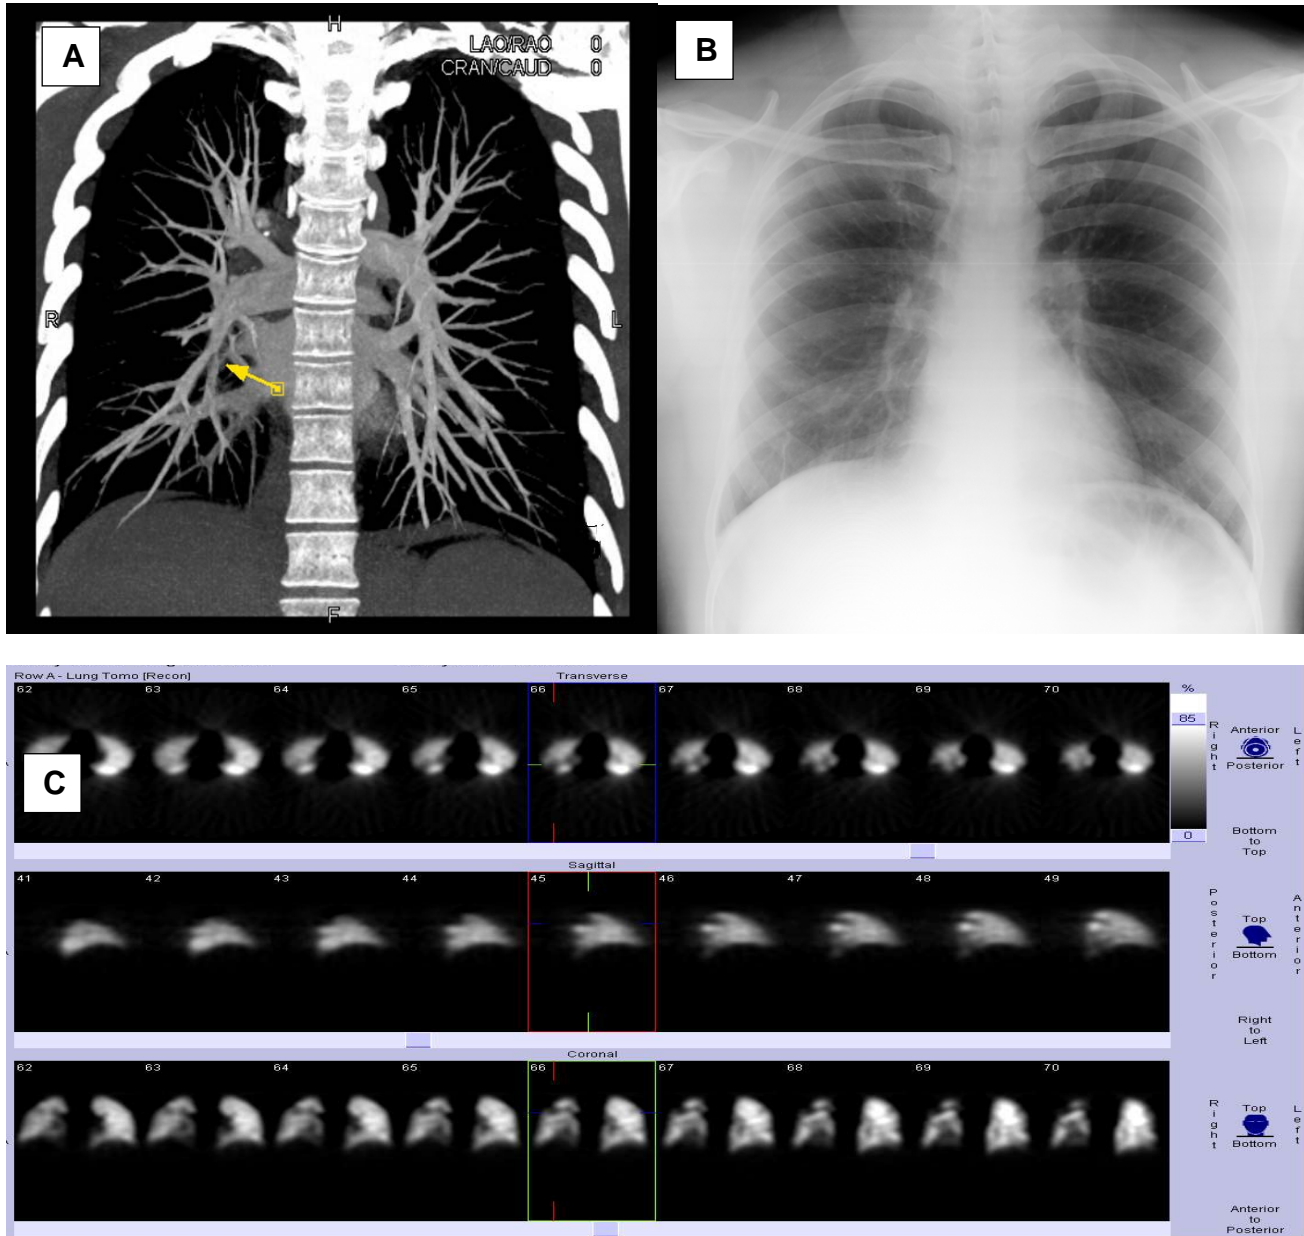 A
H
LAO/RAO 0
CRAN/CAUD 0
R
L
F
B
Row A - Lung Tomo [Recon]
Transverse
62 63 64 65 66 67 68 69 70
%
85
0
Right
Anterior
Posterior
Left
Bottom
to
Top
C
Sagittal
41 42 43 44 45 46 47 48 49
Posterior
Top
Bottom
Anterior
Right
to
Left
Coronal
62 63 64 65 66 67 68 69 70
Right
Top
Bottom
Left
Anterior
to
Posterior